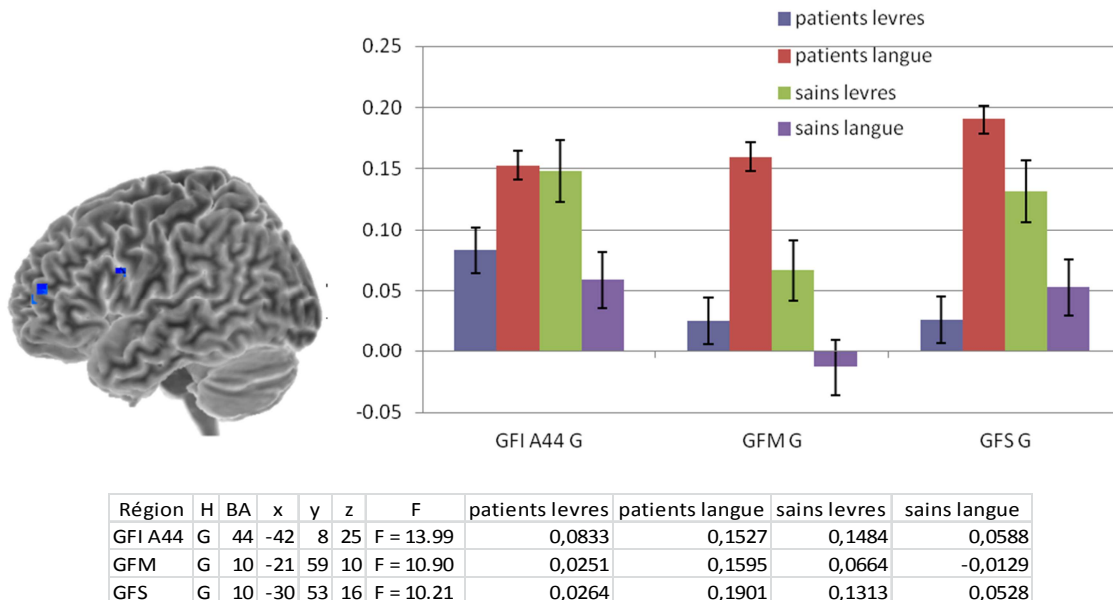 patients levres
patients langue
sains levres
sains langue
0.25
0.20
0.15
0.10
0.05
0.00
-0.05
GFI A44 G GFM G GFS G
Région H BA x y z F patients levres patients langue sains levres sains langue
GFI A44 G 44 -42 8 25 F = 13.99 0,0833 0,1527 0,1484 0,0588
GFM G 10 -21 59 10 F = 10.90 0,0251 0,1595 0,0664 -0,0129
GFS G 10 -30 53 16 F = 10.21 0,0264 0,1901 0,1313 0,0528